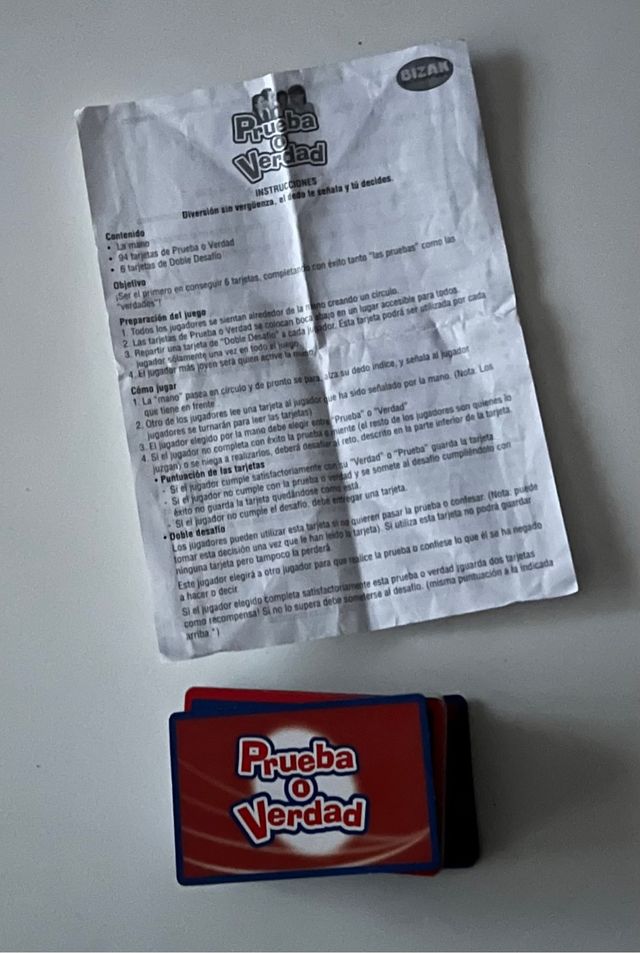 BIZAK
Prueba
o
Verdad
INSTRUCCIONES
Diversión sin vergüenza, el dedo te señala y tú decides.
Contenido
• La mano
• 94 tarjetas de Prueba o Verdad
• 6 tarjetas de Doble Desafío
Objetivo
¡Ser el primero en conseguir 6 tarjetas, completando con éxito tanto "las pruebas" como las
"verdades"!
Preparación del juego
1. Todos los jugadores se sientan alrededor de la mano creando un círculo.
2. Las tarjetas de Prueba o Verdad se colocan boca abajo en un lugar accesible para todos.
3. Repartir una tarjeta de "Doble Desafío" a cada jugador. Esta tarjeta podrá ser utilizada por cada
jugador sólamente una vez en todo el juego.
4. El jugador más joven será quien active la mano.
Cómo jugar
1. La "mano" pasea en círculo y de pronto se para, alza su dedo índice, y señala al jugador
que tiene en frente.
2. Otro de los jugadores lee una tarjeta al jugador que ha sido señalado por la mano. (Nota: Los
jugadores se turnarán para leer las tarjetas)
3. El jugador elegido por la mano debe elegir entre "Prueba" o "Verdad"
4. Si el jugador no completa con éxito la prueba o miente (el resto de los jugadores son quienes lo
juzgan) o se niega a realizarlos, deberá desafiar al reto, descrito en la parte inferior de la tarjeta.
• Puntuación de las tarjetas
- Si el jugador cumple satisfactoriamente con su "Verdad" o "Prueba" guarda la tarjeta.
- Si el jugador no cumple con la prueba o verdad y se somete al desafío cumpliéndolo con
éxito no guarda la tarjeta quedándose como está.
- Si el jugador no cumple el desafío, debe entregar una tarjeta.
• Doble desafío
Los jugadores pueden utilizar esta tarjeta si no quieren pasar la prueba o confesar. (Nota: puede
tomar esta decisión una vez que le han leído la tarjeta). Si utiliza esta tarjeta no podrá guardar
ninguna tarjeta pero tampoco la perderá.
Este jugador elegirá a otro jugador para que realice la prueba o confiese lo que él se ha negado
a hacer o decir.
Si el jugador elegido completa satisfactoriamente esta prueba o verdad ¡guarda dos tarjetas
como recompensa! Si no lo supera debe someterse al desafío. (misma puntuación a la indicada
arriba *)
Prueba
o
Verdad